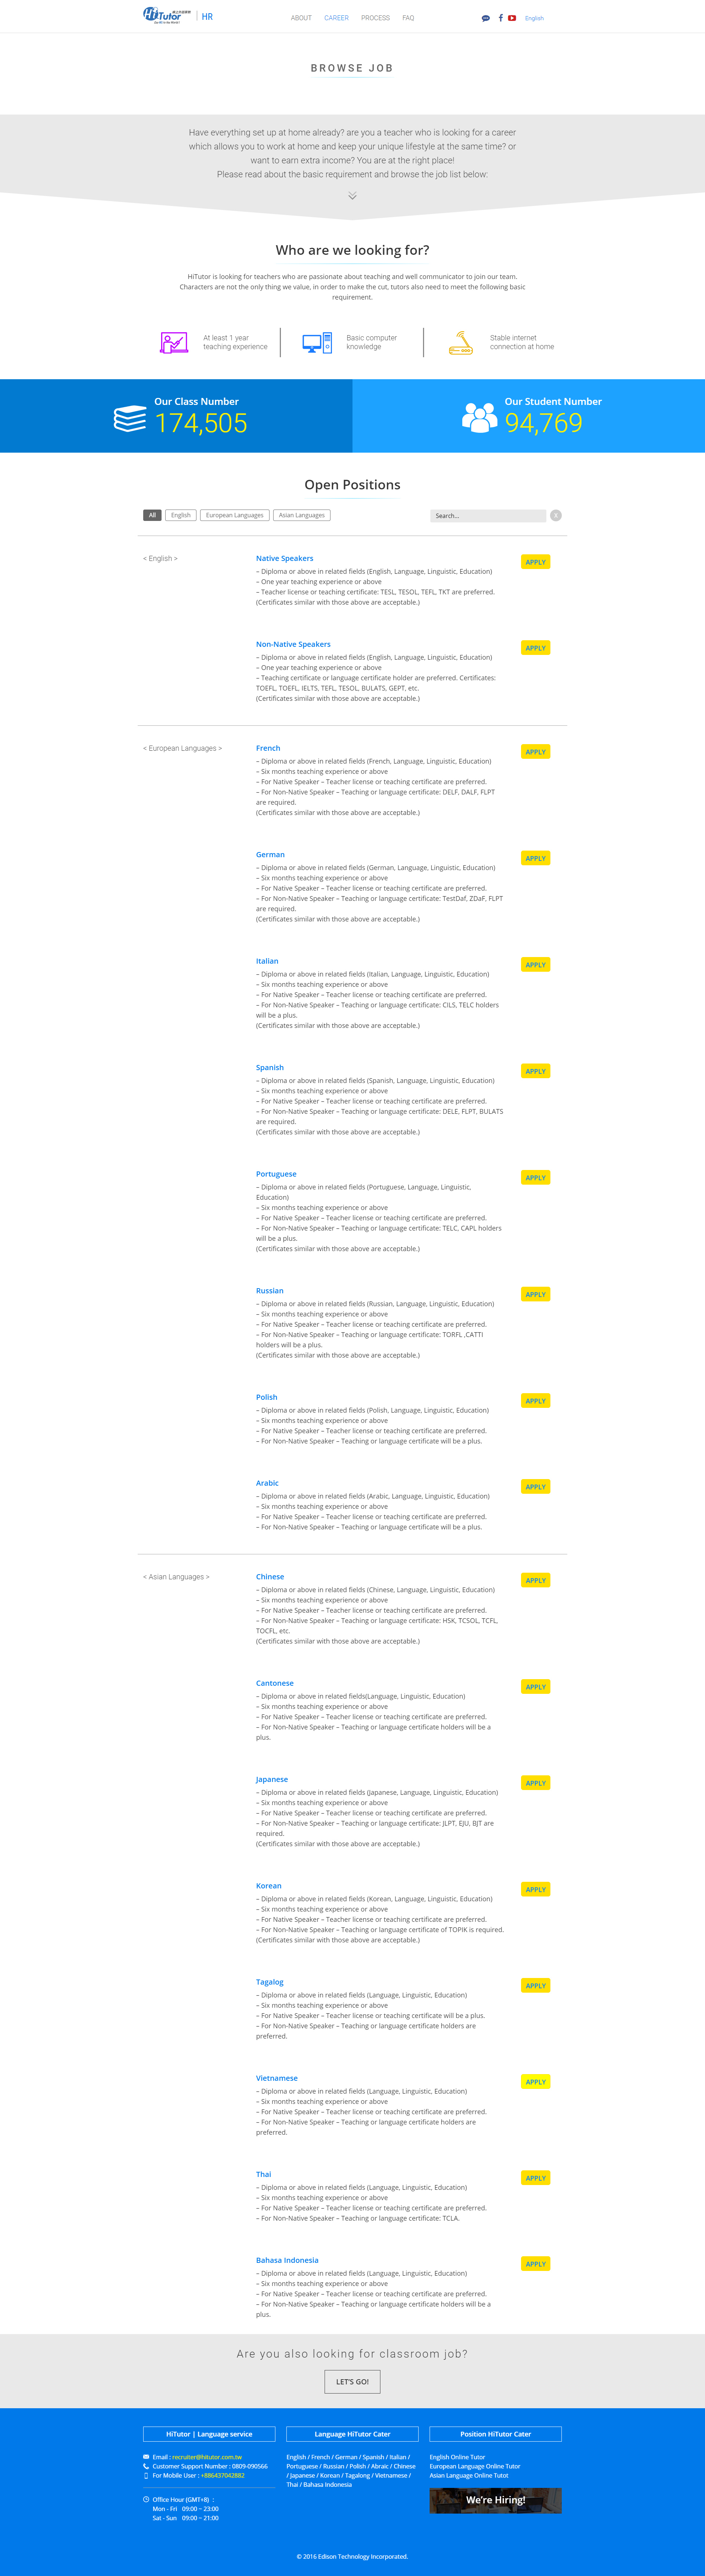 HiTutor
HR
ABOUT
CAREER
PROCESS
FAQ
English
BROWSE JOB
Have everything set up at home already? are you a teacher who is looking for a career
which allows you to work at home and keep your unique lifestyle at the same time? or
want to earn extra income? You are at the right place!
Please read about the basic requirement and browse the job list below:
Who are we looking for?
HiTutor is looking for teachers who are passionate about teaching and well communicator to join our team.
Characters are not the only thing we value, in order to make the cut, tutors also need to meet the following basic
requirement.
At least 1 year
teaching experience
Basic computer
knowledge
Stable internet
connection at home
Our Class Number
174,505
Our Student Number
94,769
Open Positions
All
English
European Languages
Asian Languages
Search...
X
< English >
Native Speakers
APPLY
– Diploma or above in related fields (English, Language, Linguistic, Education)
– One year teaching experience or above
– Teacher license or teaching certificate: TESL, TESOL, TEFL, TKT are preferred.
(Certificates similar with those above are acceptable.)
Non-Native Speakers
APPLY
– Diploma or above in related fields (English, Language, Linguistic, Education)
– One year teaching experience or above
– Teaching certificate or language certificate holder are preferred. Certificates:
TOEFL, TOEFL, IELTS, TEFL, TESOL, BULATS, GEPT, etc.
(Certificates similar with those above are acceptable.)
< European Languages >
French
APPLY
– Diploma or above in related fields (French, Language, Linguistic, Education)
– Six months teaching experience or above
– For Native Speaker – Teacher license or teaching certificate are preferred.
– For Non-Native Speaker – Teaching or language certificate: DELF, DALF, FLPT
are required.
(Certificates similar with those above are acceptable.)
German
APPLY
– Diploma or above in related fields (German, Language, Linguistic, Education)
– Six months teaching experience or above
– For Native Speaker – Teacher license or teaching certificate are preferred.
– For Non-Native Speaker – Teaching or language certificate: TestDaf, ZDaF, FLPT
are required.
(Certificates similar with those above are acceptable.)
Italian
APPLY
– Diploma or above in related fields (Italian, Language, Linguistic, Education)
– Six months teaching experience or above
– For Native Speaker – Teacher license or teaching certificate are preferred.
– For Non-Native Speaker – Teaching or language certificate: CILS, TELC holders
will be a plus.
(Certificates similar with those above are acceptable.)
Spanish
APPLY
– Diploma or above in related fields (Spanish, Language, Linguistic, Education)
– Six months teaching experience or above
– For Native Speaker – Teacher license or teaching certificate are preferred.
– For Non-Native Speaker – Teaching or language certificate: DELE, FLPT, BULATS
are required.
(Certificates similar with those above are acceptable.)
Portuguese
APPLY
– Diploma or above in related fields (Portuguese, Language, Linguistic,
Education)
– Six months teaching experience or above
– For Native Speaker – Teacher license or teaching certificate are preferred.
– For Non-Native Speaker – Teaching or language certificate: TELC, CAPL holders
will be a plus.
(Certificates similar with those above are acceptable.)
Russian
APPLY
– Diploma or above in related fields (Russian, Language, Linguistic, Education)
– Six months teaching experience or above
– For Native Speaker – Teacher license or teaching certificate are preferred.
– For Non-Native Speaker – Teaching or language certificate: TORFL ,CATTI
holders will be a plus.
(Certificates similar with those above are acceptable.)
Polish
APPLY
– Diploma or above in related fields (Polish, Language, Linguistic, Education)
– Six months teaching experience or above
– For Native Speaker – Teacher license or teaching certificate are preferred.
– For Non-Native Speaker – Teaching or language certificate will be a plus.
Arabic
APPLY
– Diploma or above in related fields (Arabic, Language, Linguistic, Education)
– Six months teaching experience or above
– For Native Speaker – Teacher license or teaching certificate are preferred.
– For Non-Native Speaker – Teaching or language certificate will be a plus.
< Asian Languages >
Chinese
APPLY
– Diploma or above in related fields (Chinese, Language, Linguistic, Education)
– Six months teaching experience or above
– For Native Speaker – Teacher license or teaching certificate are preferred.
– For Non-Native Speaker – Teaching or language certificate: HSK, TCSOL, TCFL,
TOCFL, etc.
(Certificates similar with those above are acceptable.)
Cantonese
APPLY
– Diploma or above in related fields(Language, Linguistic, Education)
– Six months teaching experience or above
– For Native Speaker – Teacher license or teaching certificate are preferred.
– For Non-Native Speaker – Teaching or language certificate holders will be a
plus.
Japanese
APPLY
– Diploma or above in related fields (Japanese, Language, Linguistic, Education)
– Six months teaching experience or above
– For Native Speaker – Teacher license or teaching certificate are preferred.
– For Non-Native Speaker – Teaching or language certificate: JLPT, EJU, BJT are
required.
(Certificates similar with those above are acceptable.)
Korean
APPLY
– Diploma or above in related fields (Korean, Language, Linguistic, Education)
– Six months teaching experience or above
– For Native Speaker – Teacher license or teaching certificate are preferred.
– For Non-Native Speaker – Teaching or language certificate of TOPIK is required.
(Certificates similar with those above are acceptable.)
Tagalog
APPLY
– Diploma or above in related fields (Language, Linguistic, Education)
– Six months teaching experience or above
– For Native Speaker – Teacher license or teaching certificate will be a plus.
– For Non-Native Speaker – Teaching or language certificate holders are
preferred.
Vietnamese
APPLY
– Diploma or above in related fields (Language, Linguistic, Education)
– Six months teaching experience or above
– For Native Speaker – Teacher license or teaching certificate are preferred.
– For Non-Native Speaker – Teaching or language certificate holders are
preferred.
Thai
APPLY
– Diploma or above in related fields (Language, Linguistic, Education)
– Six months teaching experience or above
– For Native Speaker – Teacher license or teaching certificate are preferred.
– For Non-Native Speaker – Teaching or language certificate: TCLA.
Bahasa Indonesia
APPLY
– Diploma or above in related fields (Language, Linguistic, Education)
– Six months teaching experience or above
– For Native Speaker – Teacher license or teaching certificate are preferred.
– For Non-Native Speaker – Teaching or language certificate holders will be a
plus.
Are you also looking for classroom job?
LET'S GO!
HiTutor | Language service
Email : recruiter@hitutor.com.tw
Customer Support Number : 0809-090566
For Mobile User : +886437042882
Office Hour (GMT+8) ：
Mon - Fri 09:00 ~ 23:00
Sat - Sun 09:00 ~ 21:00
Language HiTutor Cater
English / French / German / Spanish / Italian /
Portuguese / Russian / Polish / Abraic / Chinese
/ Japanese / Korean / Tagalong / Vietnamese /
Thai / Bahasa Indonesia
Position HiTutor Cater
English Online Tutor
European Language Online Tutor
Asian Language Online Tutot
We're Hiring!
© 2016 Edison Technology Incorporated.